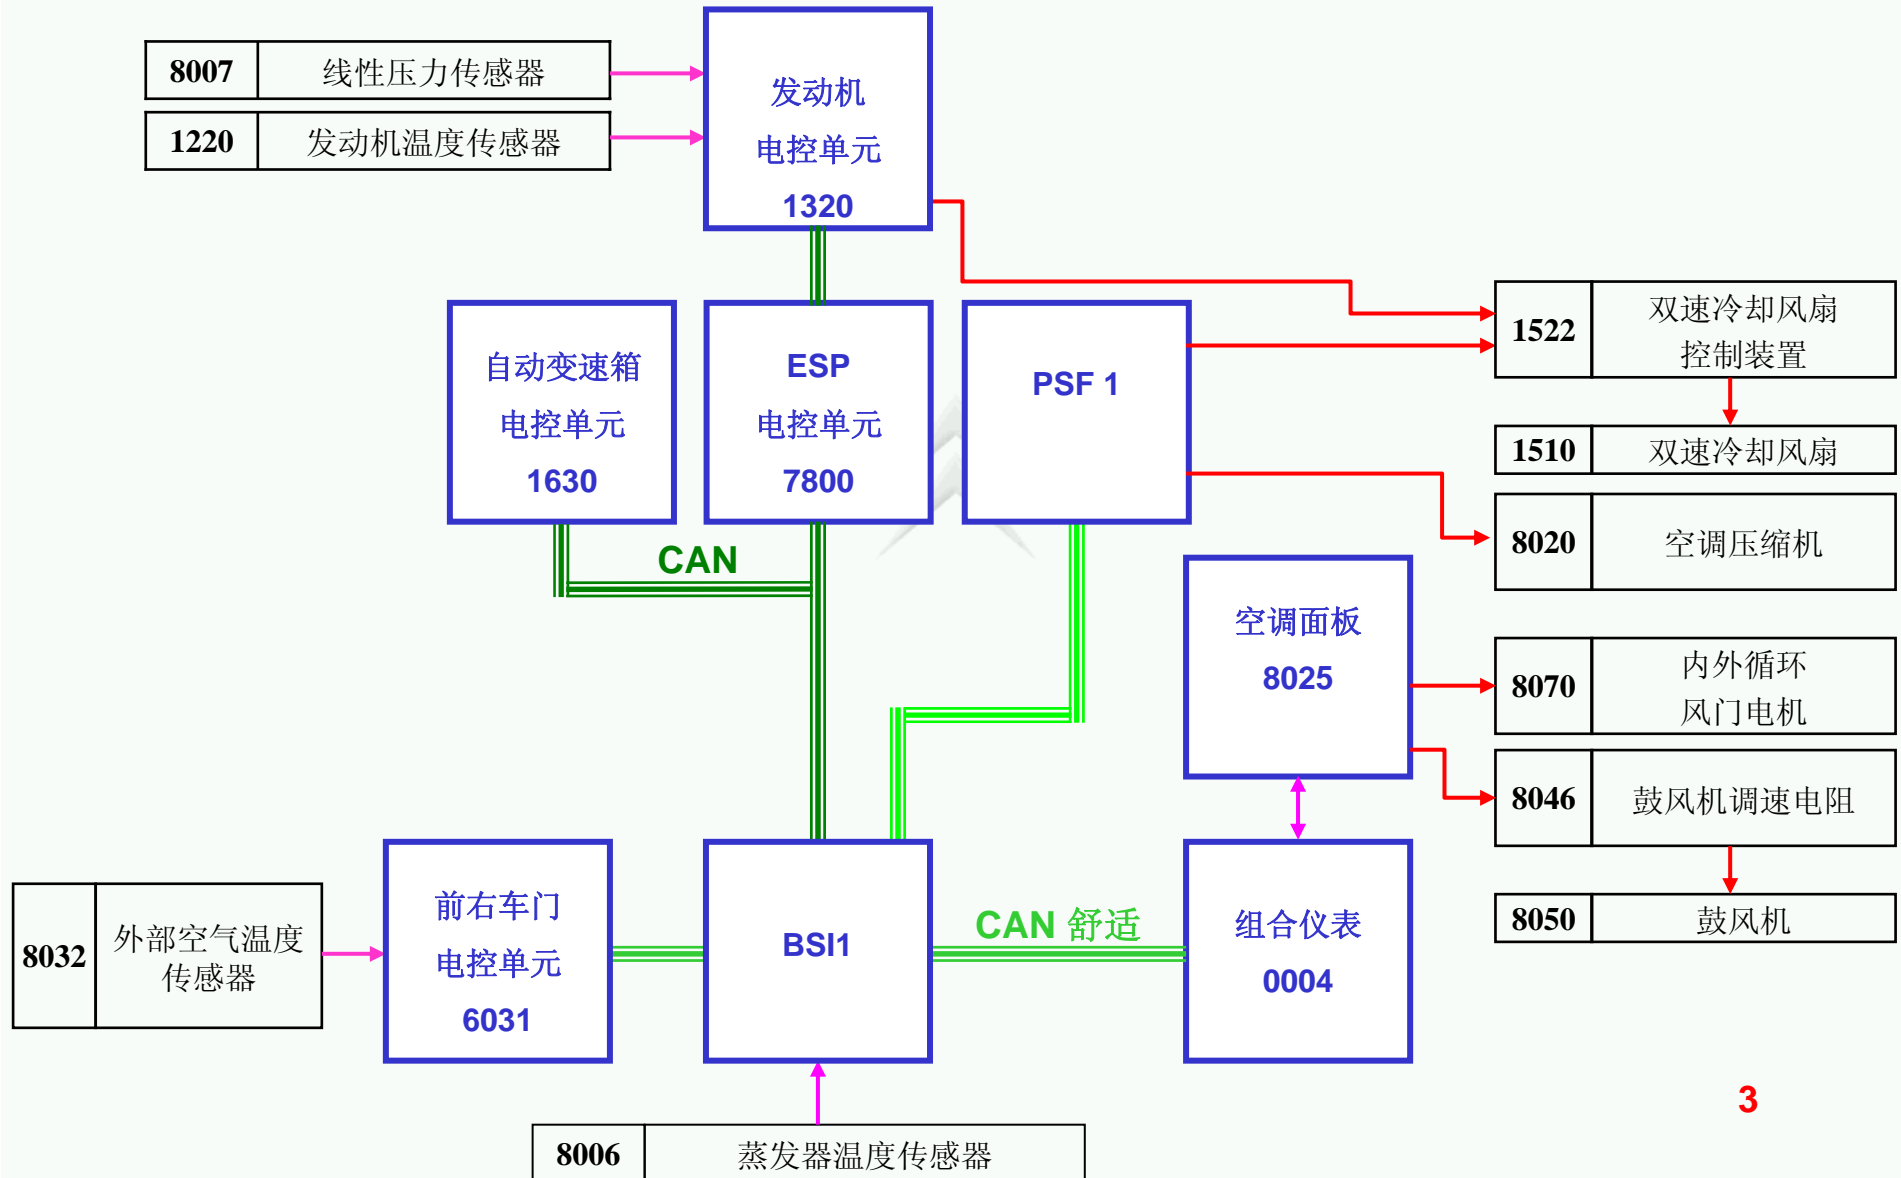 8007 线性压力传感器
1220 发动机温度传感器
发动机
电控单元
1320
自动变速箱
电控单元
1630
ESP
电控单元
7800
PSF 1
1522
双速冷却风扇
控制装置
1510 双速冷却风扇
8020 空调压缩机
CAN
空调面板
8025
8070
内外循环
风门电机
8046 鼓风机调速电阻
8050 鼓风机
8032
外部空气温度
传感器
前右车门
电控单元
6031
BSI1
CAN 舒适
组合仪表
0004
3
8006 蒸发器温度传感器